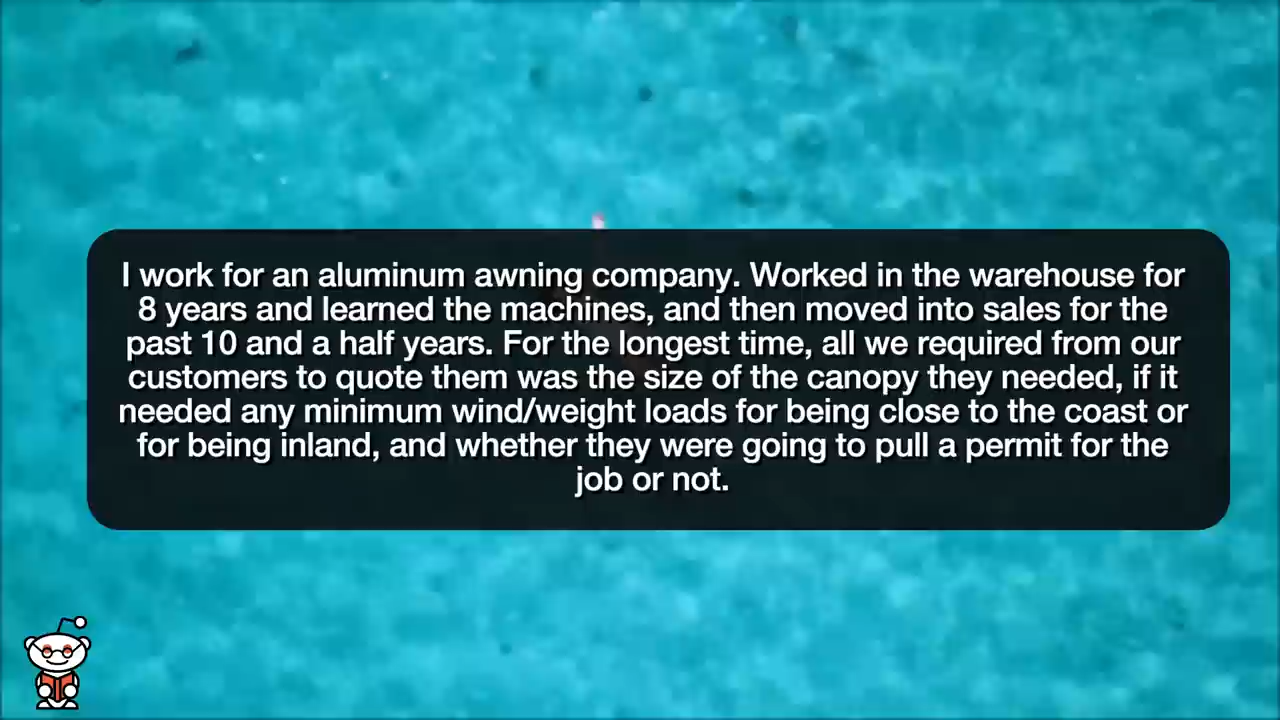 I work for an aluminum awning company. Worked in the warehouse for
8 years and learned the machines, and then moved into sales for the
past 10 and a half years. For the longest time, all we required from our
customers to quote them was the size of the canopy they needed, if it
needed any minimum wind/weight loads for being close to the coast or
for being inland, and whether they were going to pull a permit for the
job or not.